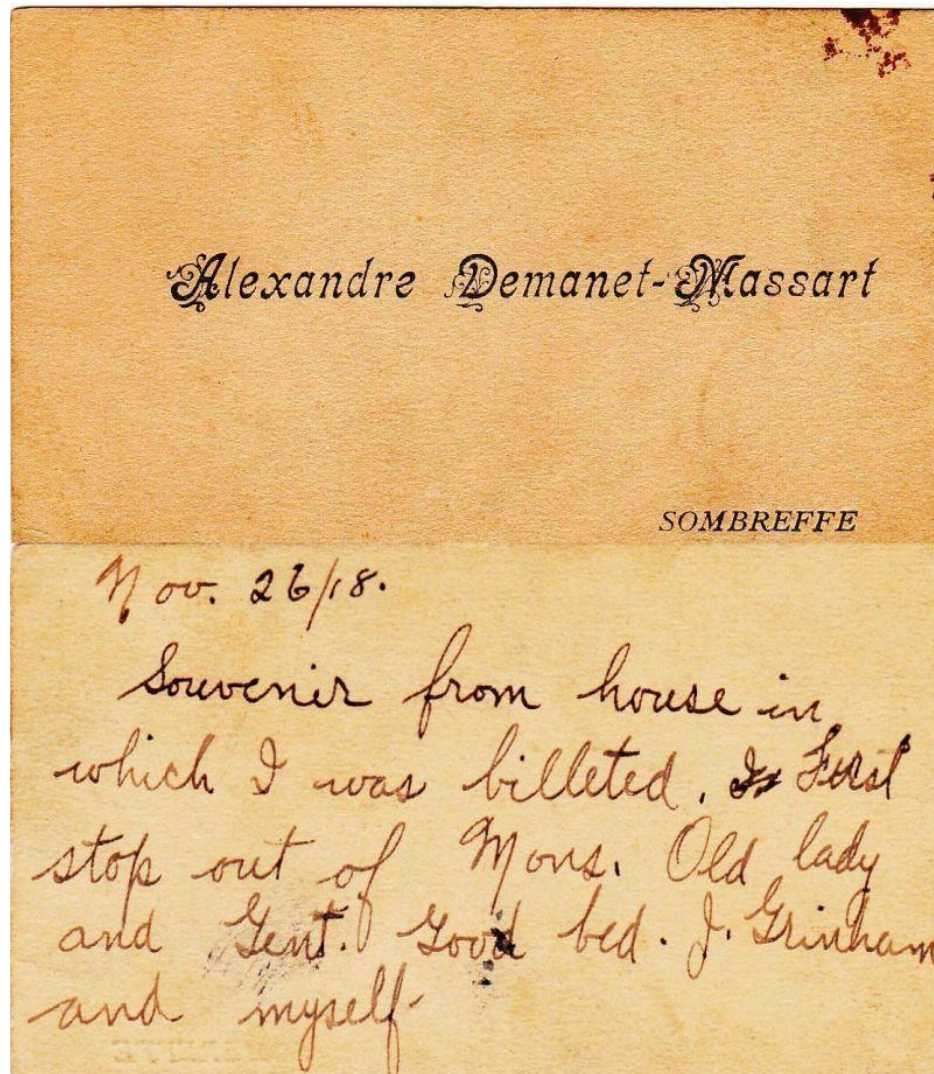 Alexandre Demanet-Massart
SOMBREFFE
Nov. 26/18.
Souvenir from house in
which I was billeted. First
stop out of Mons. Old lady
and Gent. Good bed. J. Grinham
and myself-